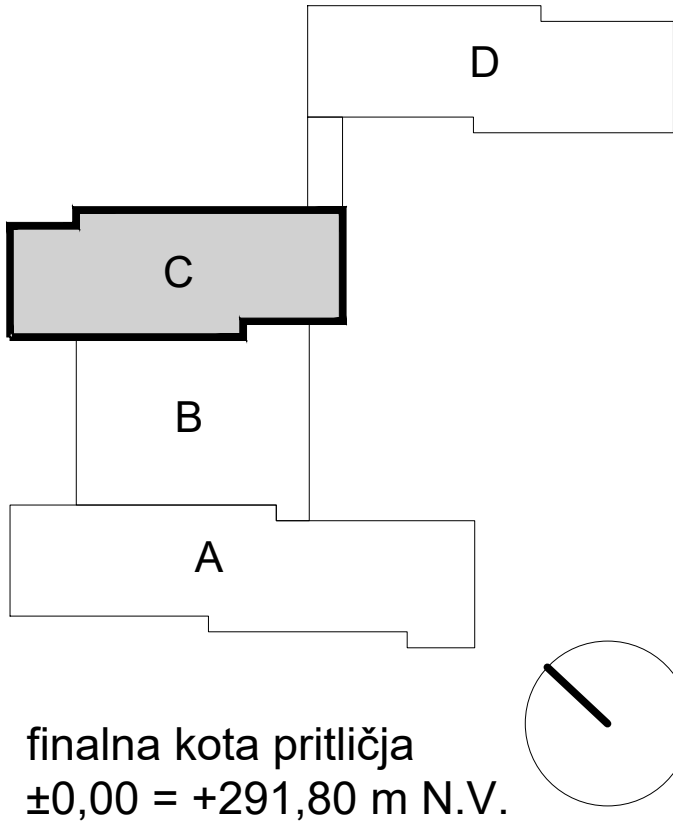 D
C
B
A
finalna kota pritličja
±0,00 = +291,80 m N.V.